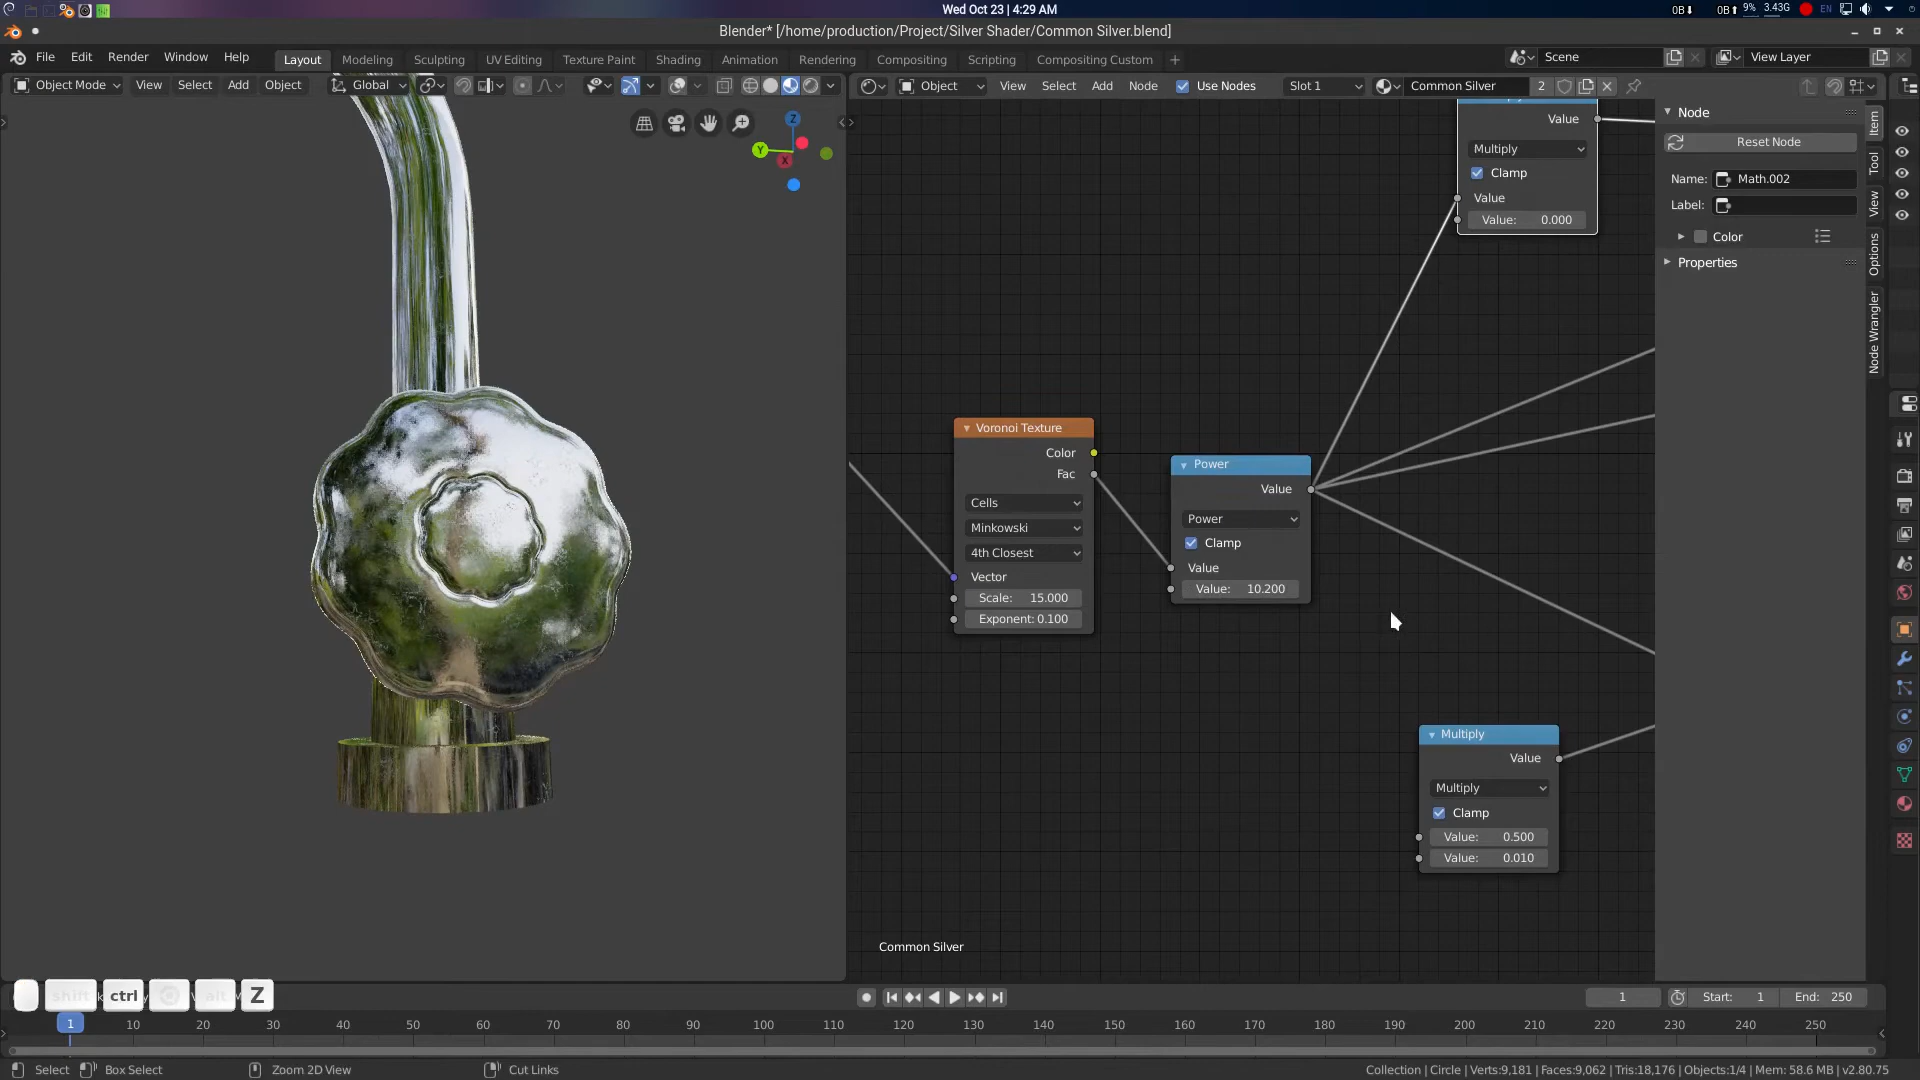 Wed Oct 23 | 4:29 AM
0B 0B 9% 3.43G EN
Blender* [/home/production/Project/Silver Shader/Common Silver.blend]
File Edit Render Window Help Layout Modeling Sculpting UV Editing Texture Paint Shading Animation Rendering Compositing Scripting Compositing Custom + Scene View Layer
Object Mode View Select Add Object Global
Object View Select Add Node Use Nodes Slot 1 Common Silver 2
Z
Y
X
Value
Multiply
Clamp
Value
Value: 0.000
Voronoi Texture
Color
Fac
Cells
Minkowski
4th Closest
Vector
Scale: 15.000
Exponent: 0.100
Power
Value
Power
Clamp
Value
Value: 10.200
Multiply
Value
Multiply
Clamp
Value: 0.500
Value: 0.010
Common Silver
Node
Reset Node
Name: Math.002
Label:
Color
Properties
Item
Tool
View
Options
Node Wrangler
shift ctrl alt Z
1 Start: 1 End: 250
1 10 20 30 40 50 60 70 80 90 100 110 120 130 140 150 160 170 180 190 200 210 220 230 240 250
Select Box Select Zoom 2D View Cut Links
Collection | Circle | Verts:9,181 | Faces:9,062 | Tris:18,176 | Objects:1/4 | Mem: 58.6 MB | v2.80.75